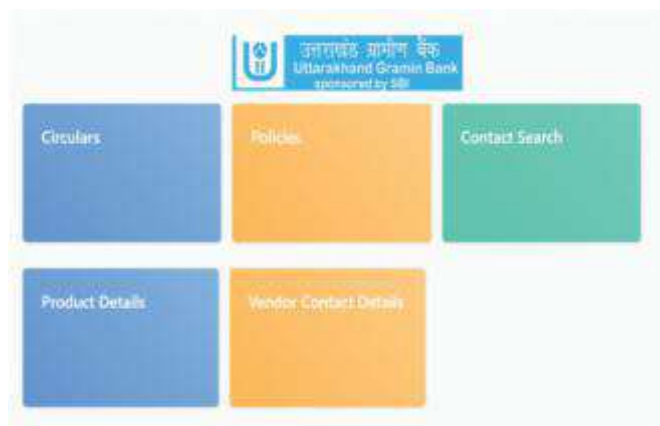 उत्तराखंड ग्रामीण बैंक
Uttarakhand Gramin Bank
sponsored by SBI
Circulars
Policies
Contact Search
Product Details
Vendor Contact Details